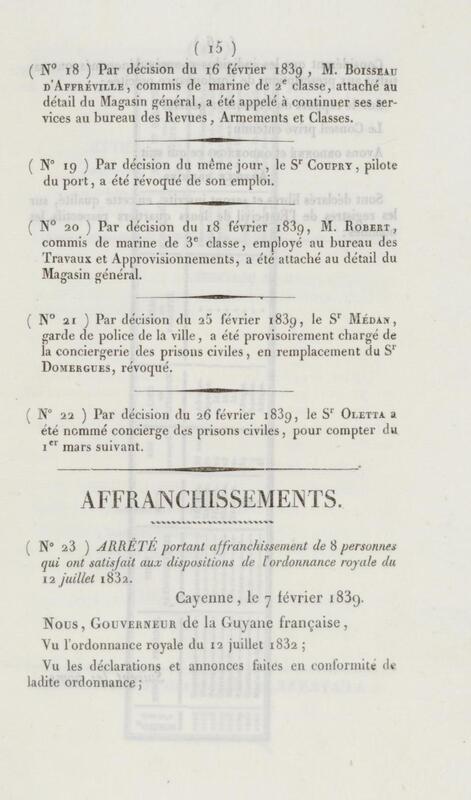 ( 15 )
( N° 18 ) Par décision du 16 février 1839, M. BOISSEAU
D'AFFRÉVILLE, commis de marine de 2e classe, attaché au
détail du Magasin général, a été appelé à continuer ses ser-
vices au bureau des Revues, Armements et Classes.
( N° 19 ) Par décision du même jour, le Sr COUPRY, pilote
du port, a été révoqué de son emploi.
( N° 20 ) Par décision du 18 février 1839, M. ROBERT,
commis de marine de 3e classe, employé au bureau des
Travaux et Approvisionnements, a été attaché au détail du
Magasin général.
( N° 21 ) Par décision du 25 février 1839, le Sr MÉDAN,
garde de police de la ville, a été provisoirement chargé de
la conciergerie des prisons civiles, en remplacement du Sr
DOMERGUES, révoqué.
( N° 22 ) Par décision du 26 février 1839, le Sr OLETTA a
été nommé concierge des prisons civiles, pour compter du
1er mars suivant.
AFFRANCHISSEMENTS.
( N° 23 ) ARRÊTÉ portant affranchissement de 8 personnes
qui ont satisfait aux dispositions de l'ordonnance royale du
12 juillet 1832.
Cayenne, le 7 février 1839.
NOUS, GOUVERNEUR de la Guyane française,
Vu l'ordonnance royale du 12 juillet 1832;
Vu les déclarations et annonces faites en conformité de
ladite ordonnance;